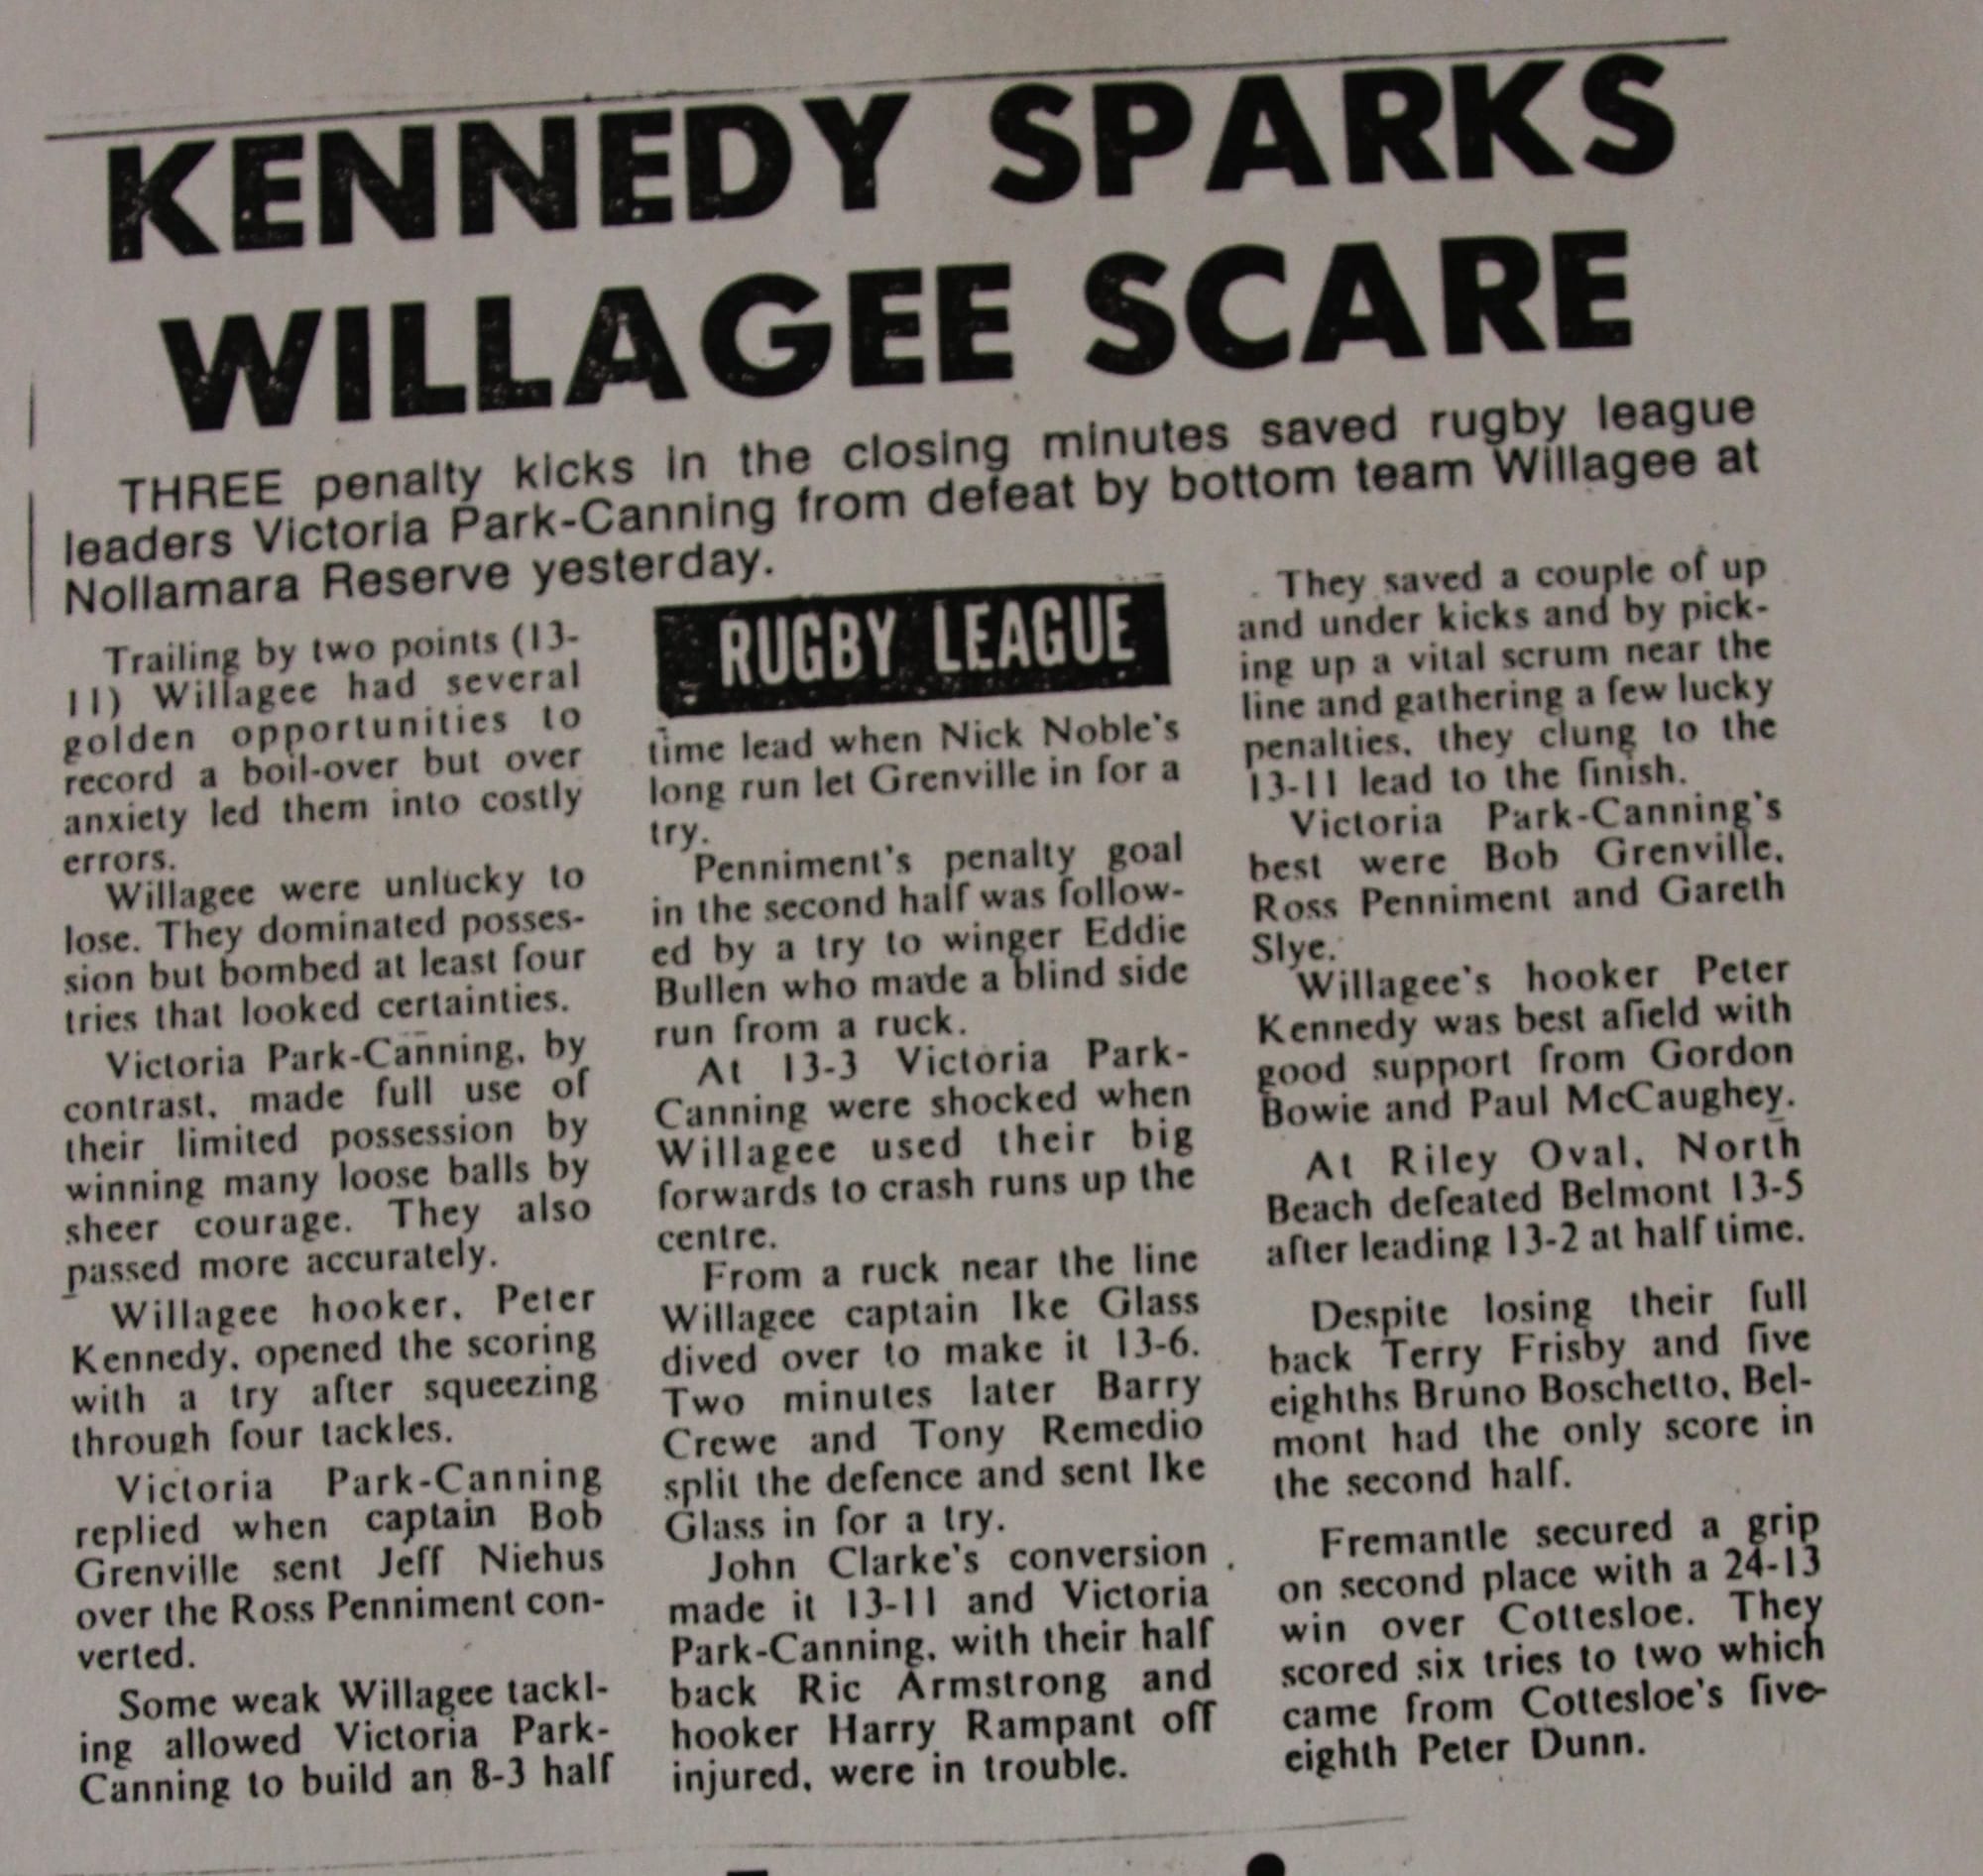 KENNEDY SPARKS
WILLAGEE SCARE
THREE penalty kicks in the closing minutes saved rugby league
leaders Victoria Park-Canning from defeat by bottom team Willagee at
Nollamara Reserve yesterday.
Trailing by two points (13-
11) Willagee had several
golden opportunities to
record a boil-over but over
anxiety led them into costly
errors.
Willagee were unlucky to
lose. They dominated posses-
sion but bombed at least four
tries that looked certainties.
Victoria Park-Canning, by
contrast, made full use of
their limited possession by
winning many loose balls by
sheer courage. They also
passed more accurately.
Willagee hooker, Peter
Kennedy, opened the scoring
with a try after squeezing
through four tackles.
Victoria Park-Canning
replied when captain Bob
Grenville sent Jeff Niehus
over the Ross Penniment con-
verted.
Some weak Willagee tackl-
ing allowed Victoria Park-
Canning to build an 8-3 half
RUGBY LEAGUE
time lead when Nick Noble's
long run let Grenville in for a
try.
Penniment's penalty goal
in the second half was follow-
ed by a try to winger Eddie
Bullen who made a blind side
run from a ruck.
At 13-3 Victoria Park-
Canning were shocked when
Willagee used their big
forwards to crash runs up the
centre.
From a ruck near the line
Willagee captain Ike Glass
dived over to make it 13-6.
Two minutes later Barry
Crewe and Tony Remedio
split the defence and sent Ike
Glass in for a try.
John Clarke's conversion
made it 13-11 and Victoria
Park-Canning, with their half
back Ric Armstrong and
hooker Harry Rampant off
injured, were in trouble.
They saved a couple of up
and under kicks and by pick-
ing up a vital scrum near the
line and gathering a few lucky
penalties, they clung to the
13-11 lead to the finish.
Victoria Park-Canning's
best were Bob Grenville,
Ross Penniment and Gareth
Slye.
Willagee's hooker Peter
Kennedy was best afield with
good support from Gordon
Bowie and Paul McCaughey.
At Riley Oval, North
Beach defeated Belmont 13-5
after leading 13-2 at half time.
Despite losing their full
back Terry Frisby and five
eighths Bruno Boschetto, Bel-
mont had the only score in
the second half.
Fremantle secured a grip
on second place with a 24-13
win over Cottesloe. They
scored six tries to two which
came from Cottesloe's five-
eighth Peter Dunn.